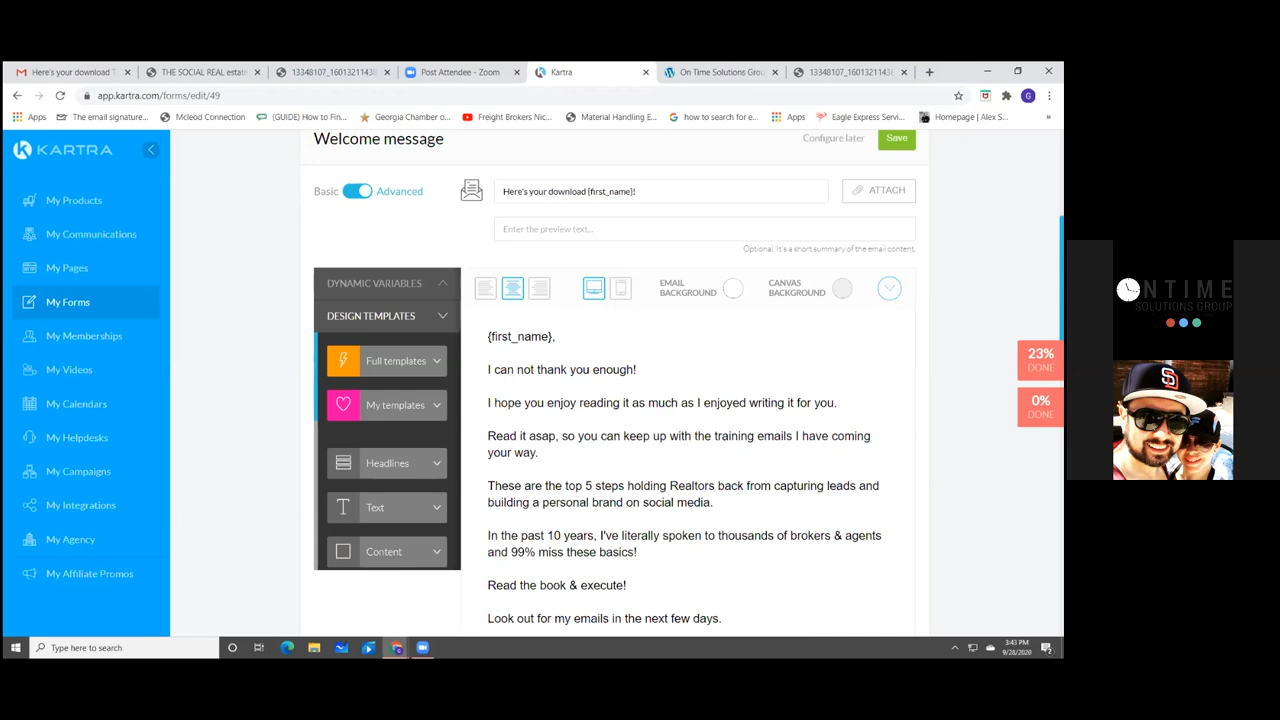 Here's your download T
THE SOCIAL REAL estate
13348107_16013211438
Post Attendee - Zoom
Kartra
On Time Solutions Grou
13348107_16013211438
app.kartra.com/forms/edit/49
G
Apps
The email signature...
Mcleod Connection
(GUIDE) How to Fin...
Georgia Chamber o...
Freight Brokers Nic...
Material Handling E...
how to search for e...
Apps
Eagle Express Servi...
Homepage | Alex S...
KARTRA
My Products
My Communications
My Pages
My Forms
My Memberships
My Videos
My Calendars
My Helpdesks
My Campaigns
My Integrations
My Agency
My Affiliate Promos
Welcome message
Configure later
Save
Basic
Advanced
Here's your download {first_name}!
ATTACH
Enter the preview text...
Optional. It's a short summary of the email content.
DYNAMIC VARIABLES
DESIGN TEMPLATES
Full templates
My templates
Headlines
Text
Content
EMAIL
BACKGROUND
CANVAS
BACKGROUND
{first_name},
I can not thank you enough!
I hope you enjoy reading it as much as I enjoyed writing it for you.
Read it asap, so you can keep up with the training emails I have coming
your way.
These are the top 5 steps holding Realtors back from capturing leads and
building a personal brand on social media.
In the past 10 years, I've literally spoken to thousands of brokers & agents
and 99% miss these basics!
Read the book & execute!
Look out for my emails in the next few days.
23%
DONE
0%
DONE
ONTIME
SOLUTIONS GROUP
Type here to search
3:43 PM
9/28/2020